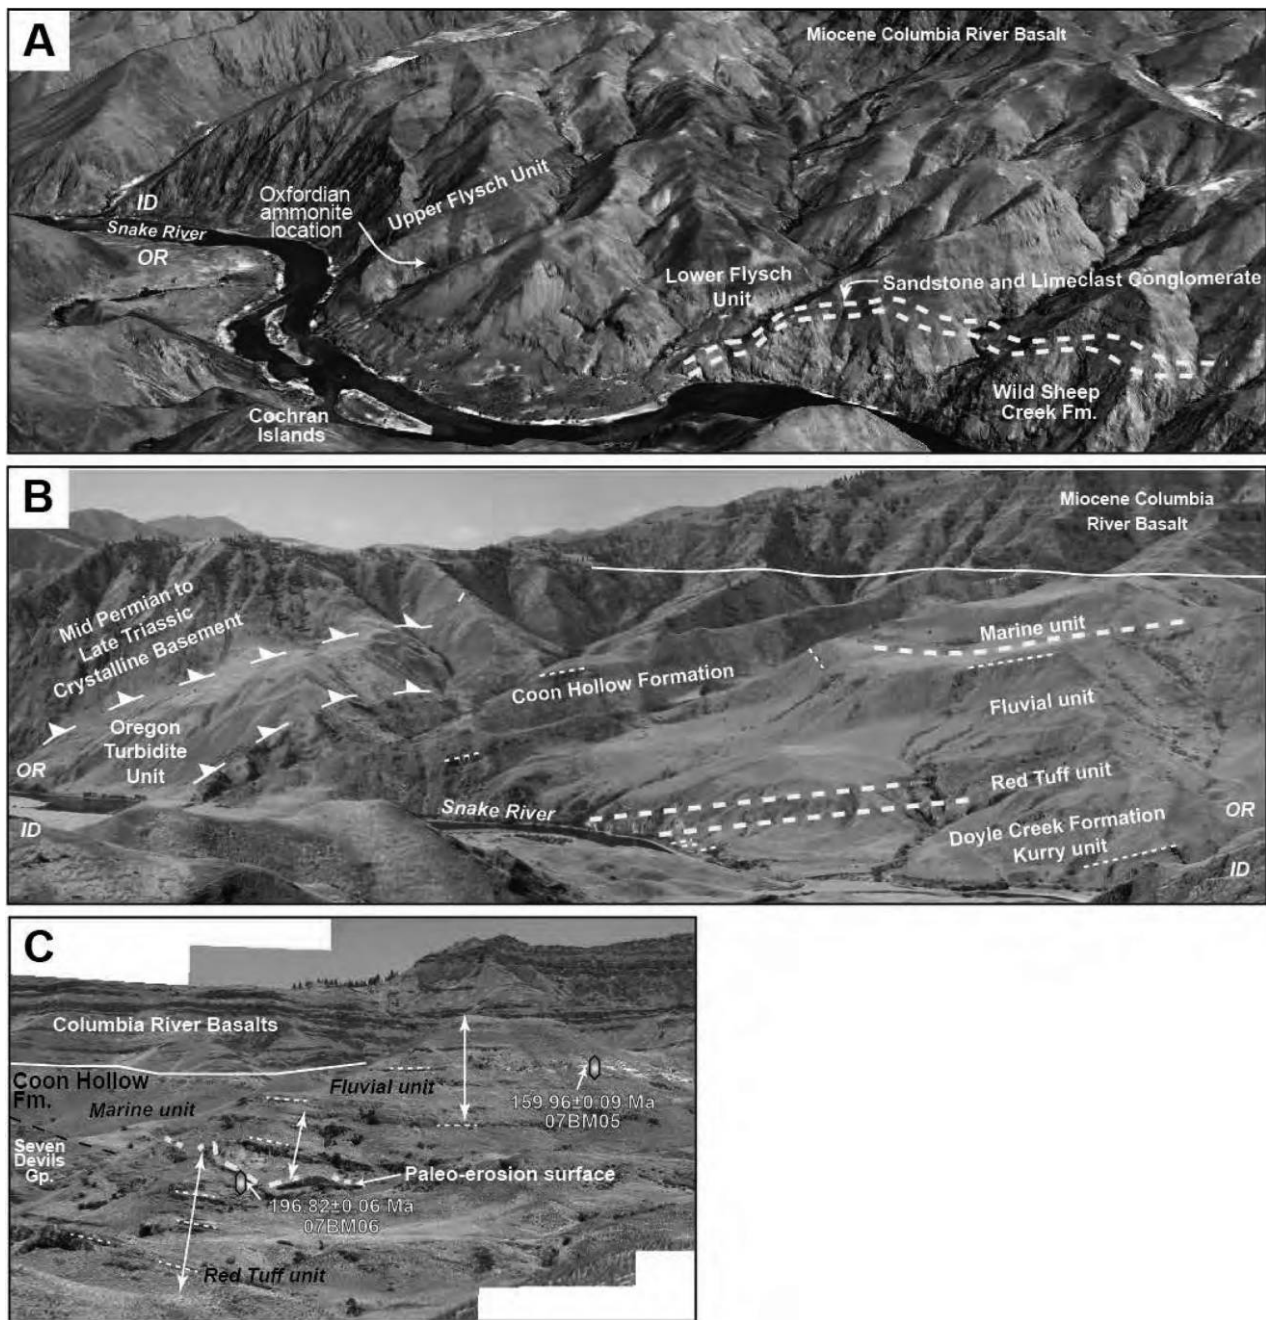 A
Miocene Columbia River Basalt
ID
Snake River
OR
Oxfordian
ammonite
location
Upper Flysch Unit
Lower Flysch
Unit
Sandstone and Limeclast Conglomerate
Wild Sheep
Creek Fm.
Cochran
Islands
B
Miocene Columbia
River Basalt
Mid Permian to
Late Triassic
Crystalline Basement
Marine unit
Coon Hollow Formation
Fluvial unit
Oregon
Turbidite
Unit
OR
ID
Snake River
Red Tuff unit
Doyle Creek Formation
Kurry unit
OR
ID
C
Columbia River Basalts
Coon Hollow
Fm.
Marine unit
Fluvial unit
159.96±0.09 Ma
07BM05
Seven
Devils
Gp.
Paleo-erosion surface
196.82±0.06 Ma
07BM06
Red Tuff unit